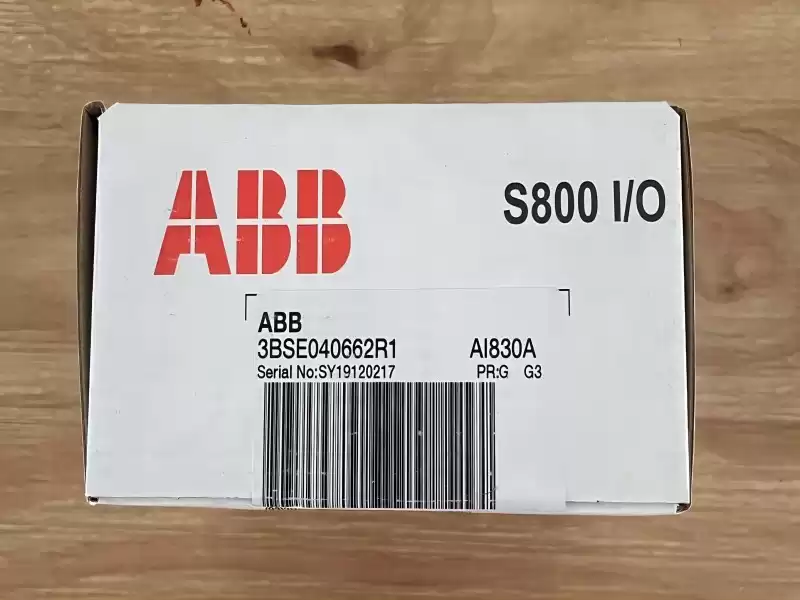 ABB
S800 I/O
ABB
3BSE040662R1 AI830A
Serial No:SY19120217 PR:G G3